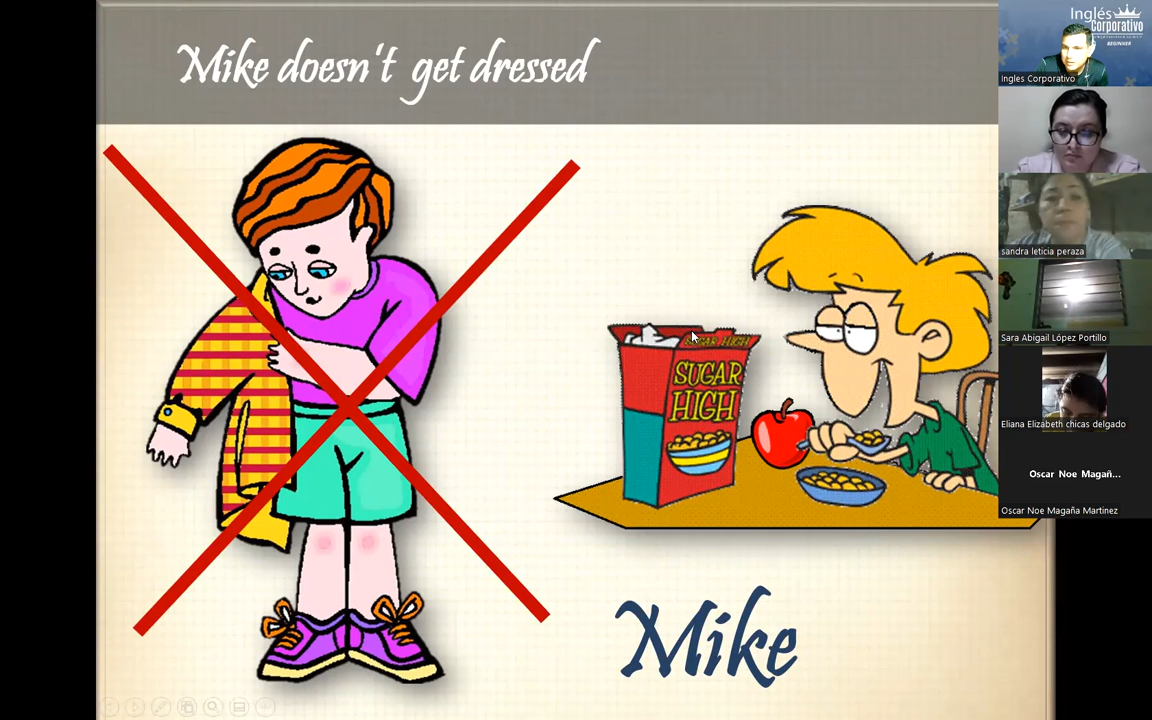 Mike doesn't get dressed
SUGAR HIGH
SUGAR
HIGH
Mike
Inglés
Corporativo
BEGINNER
Ingles Corporativo
sandra leticia peraza
Sara Abigail López Portillo
Eliana Elizabeth chicas delgado
Oscar Noe Magañ...
Oscar Noe Magaña Martinez